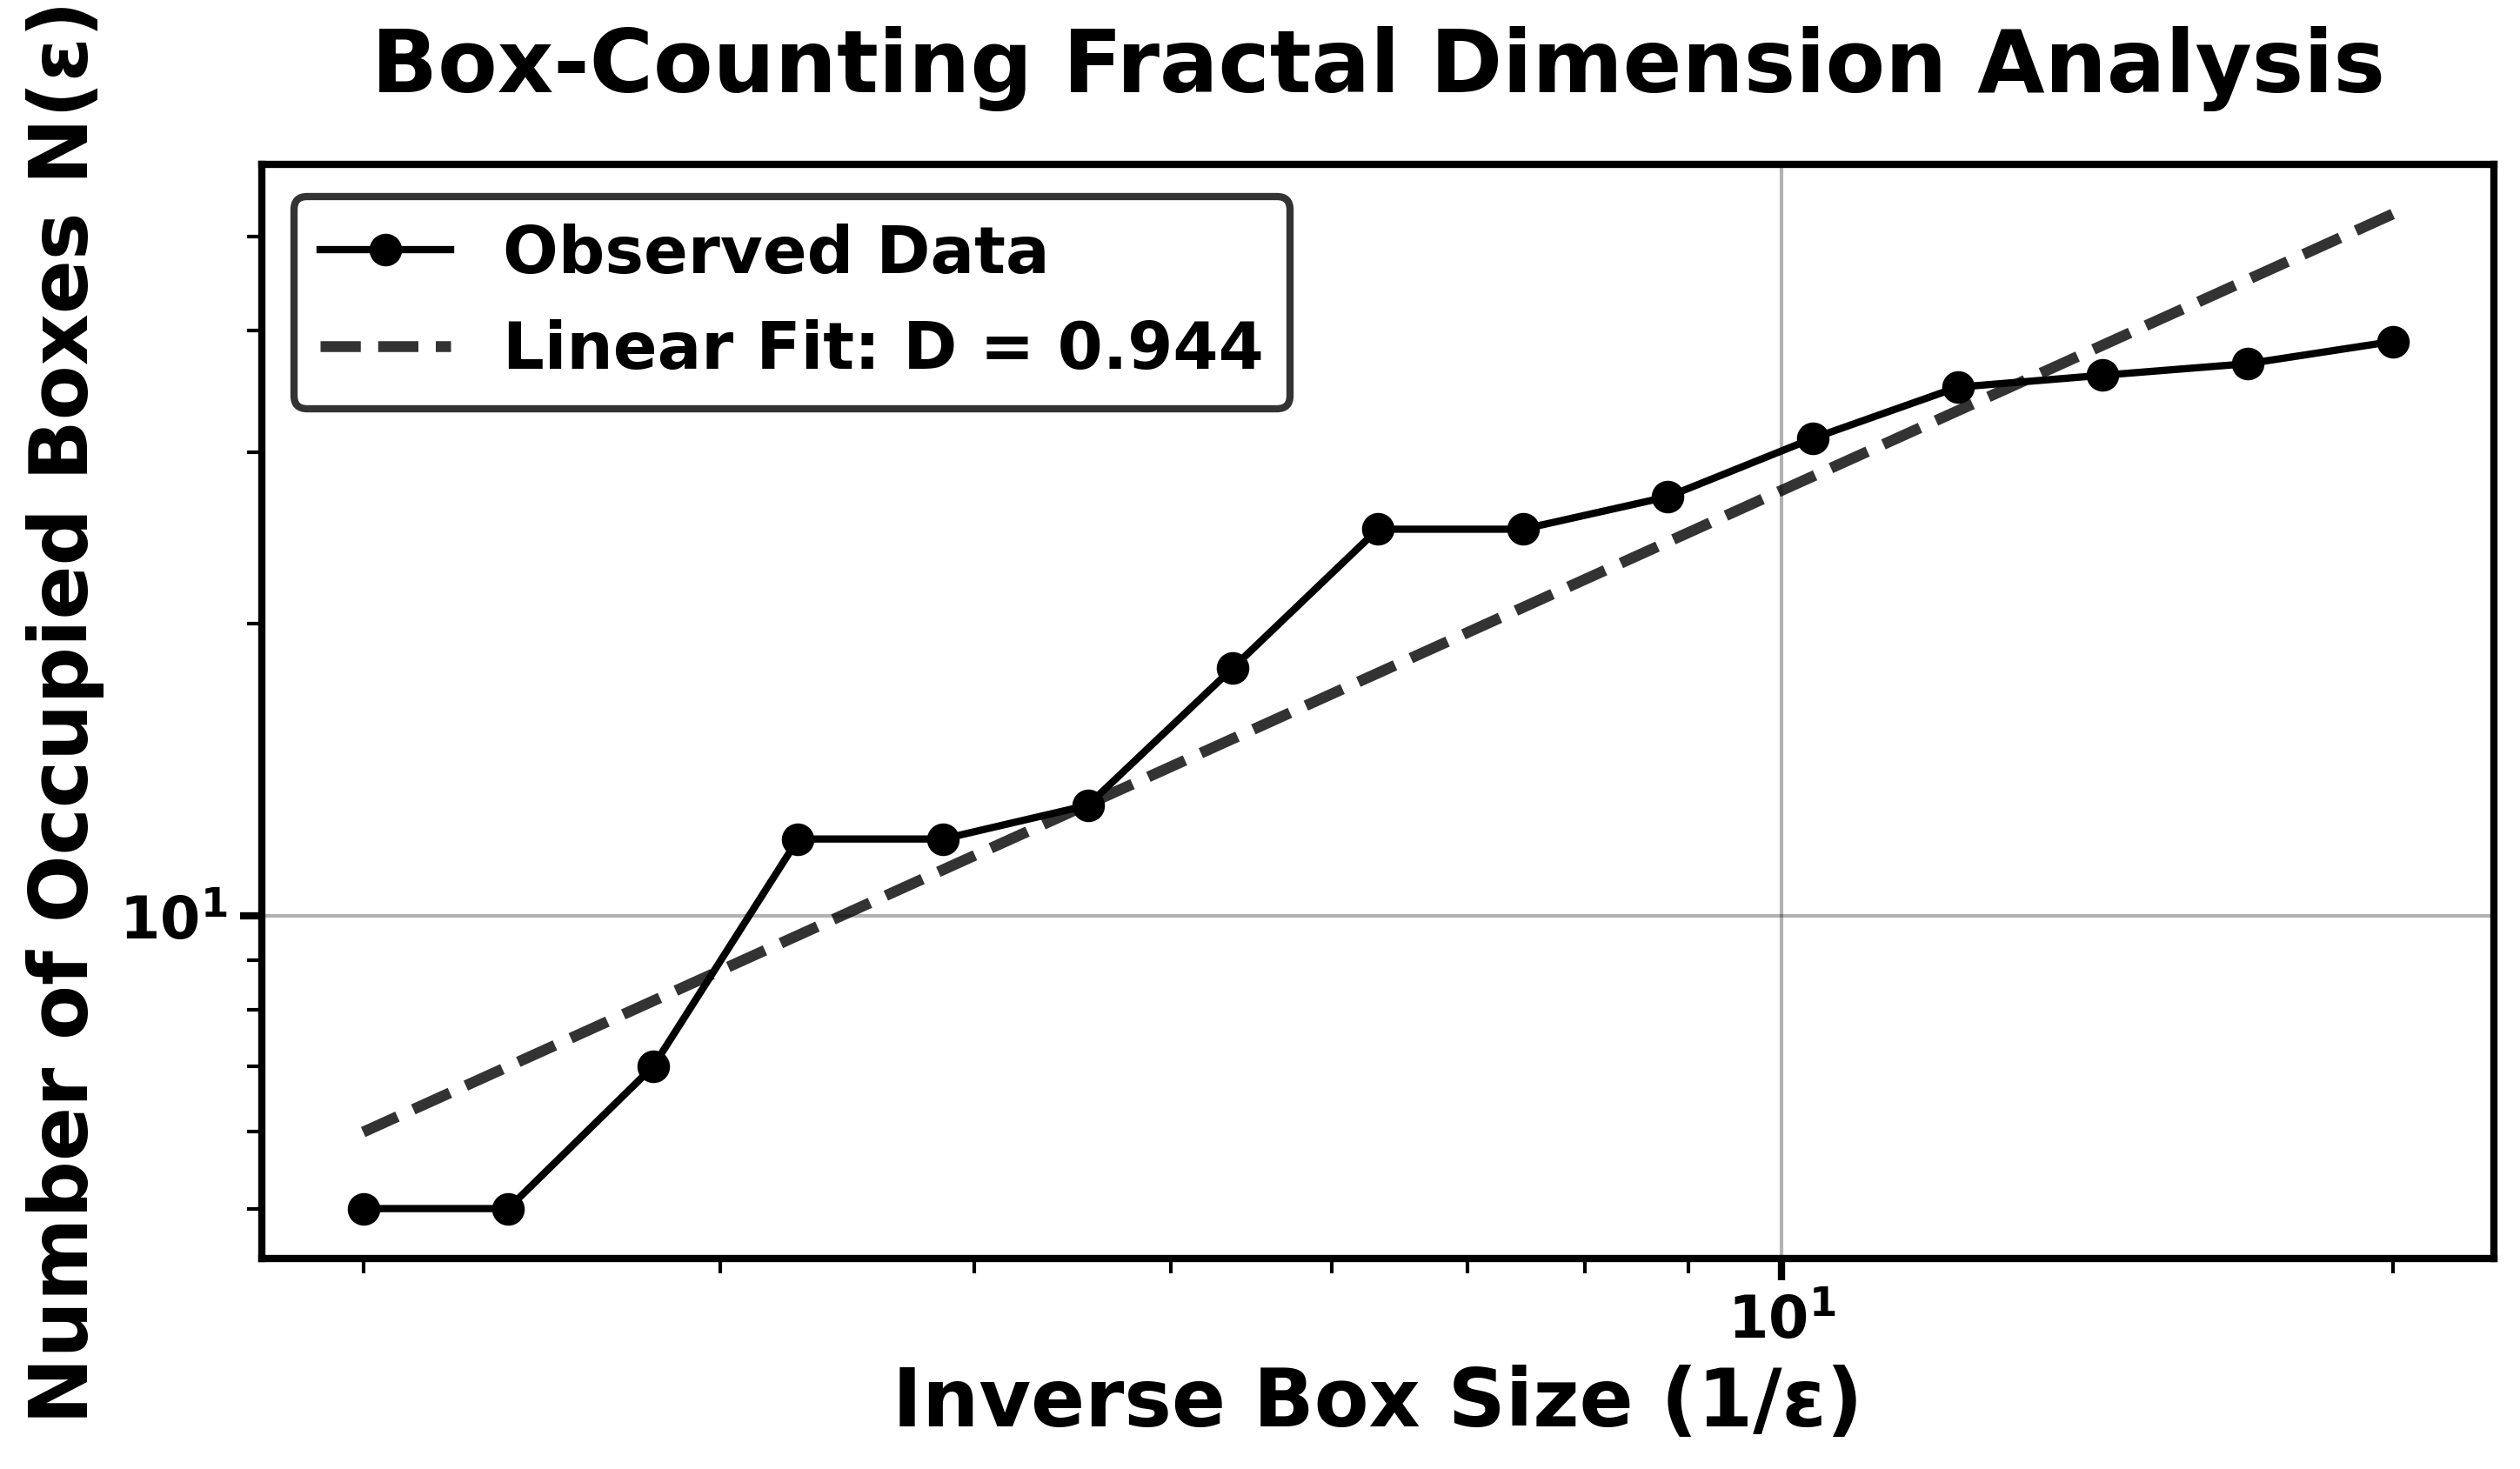 Box-Counting Fractal Dimension Analysis
Number of Occupied Boxes N(ε)
Observed Data
Linear Fit: D = 0.944
10¹
10¹
Inverse Box Size (1/ε)